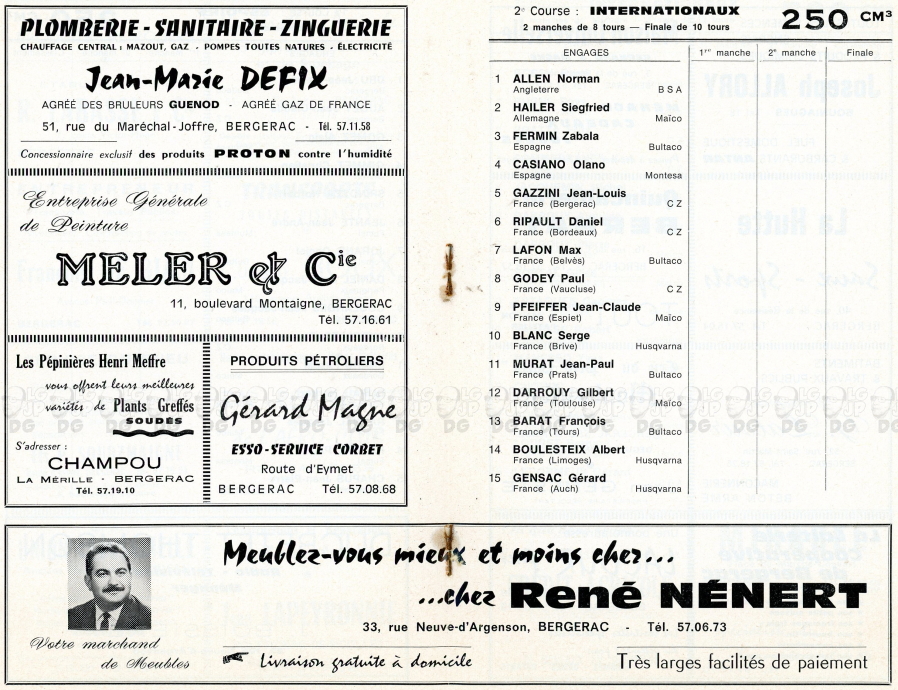 PLOMBERIE - SANITAIRE - ZINGUERIE
CHAUFFAGE CENTRAL : MAZOUT, GAZ - POMPES TOUTES NATURES - ÉLECTRICITÉ
Jean-Marie DEFIX
AGRÉÉ DES BRULEURS GUENOD - AGRÉÉ GAZ DE FRANCE
51, rue du Maréchal-Joffre, BERGERAC - Tél. 57.11.58
Concessionnaire exclusif des produits PROTON contre l'humidité
Entreprise Générale
de Peinture
MELER et Cie
11, boulevard Montaigne, BERGERAC
Tél. 57.16.61
Les Pépinières Henri Meffre
vous offrent leurs meilleures
variétés de Plants Greffés
SOUDÉS
S'adresser :
CHAMPOU
LA MÉRILLE - BERGERAC
Tél. 57.19.10
PRODUITS PÉTROLIERS
Gérard Magne
ESSO-SERVICE CORBET
Route d'Eymet
BERGERAC Tél. 57.08.68
2e Course : INTERNATIONAUX 250 CM3
2 manches de 8 tours — Finale de 10 tours
ENGAGES 1re manche 2e manche Finale
1 ALLEN Norman
Angleterre B S A
2 HAILER Siegfried
Allemagne Maïco
3 FERMIN Zabala
Espagne Bultaco
4 CASIANO Olano
Espagne Montesa
5 GAZZINI Jean-Louis
France (Bergerac) C Z
6 RIPAULT Daniel
France (Bordeaux) C Z
7 LAFON Max
France (Belvès) Bultaco
8 GODEY Paul
France (Vaucluse) C Z
9 PFEIFFER Jean-Claude
France (Espiet) Maïco
10 BLANC Serge
France (Brive) Husqvarna
11 MURAT Jean-Paul
France (Prats) Bultaco
12 DARROUY Gilbert
France (Toulouse) Maïco
13 BARAT François
France (Tours) Bultaco
14 BOULESTEIX Albert
France (Limoges) Husqvarna
15 GENSAC Gérard
France (Auch) Husqvarna
Meublez-vous mieux et moins cher...
...chez René NÉNERT
33, rue Neuve-d'Argenson, BERGERAC - Tél. 57.06.73
Votre marchand
de Meubles
Livraison gratuite à domicile Très larges facilités de paiement